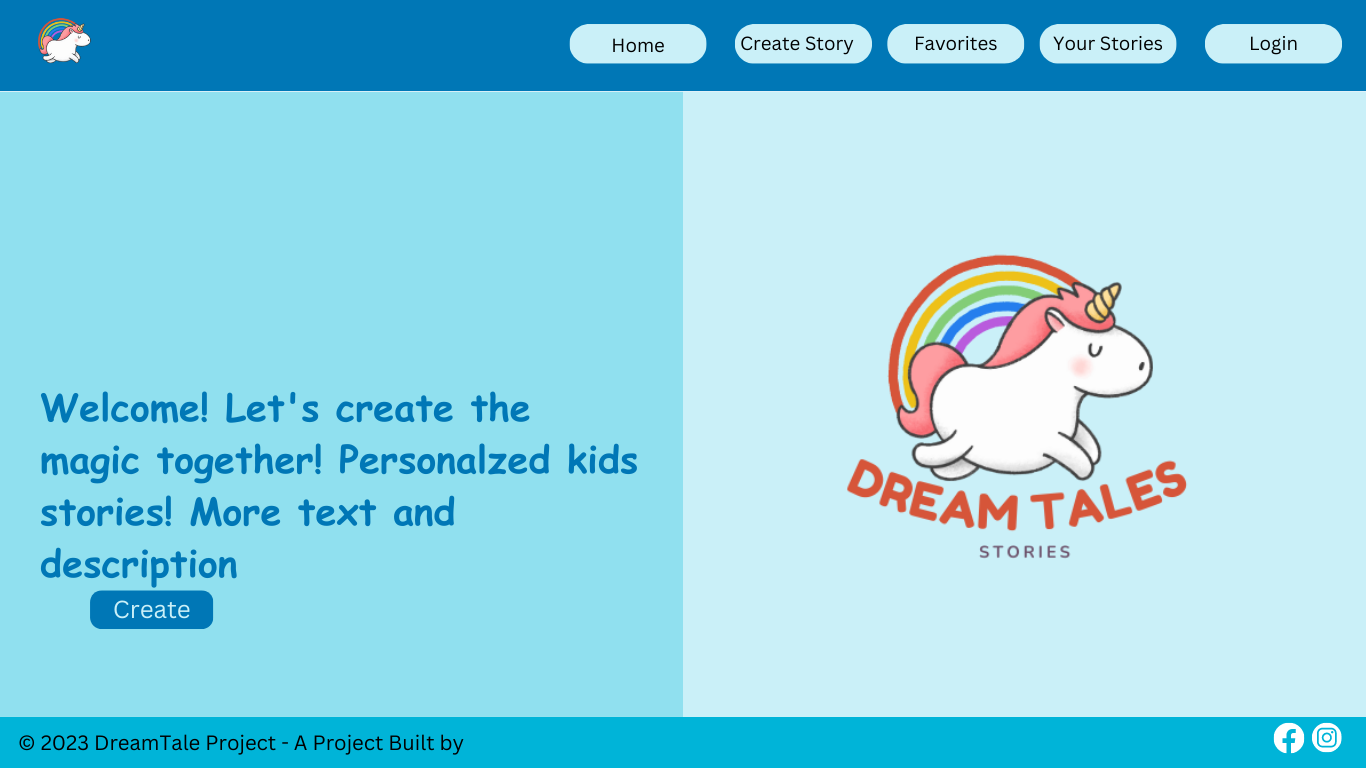 Home
Create Story
Favorites
Your Stories
Login
Welcome! Let's create the
magic together! Personalzed kids
stories! More text and
description
Create
DREAM TALES
STORIES
© 2023 DreamTale Project - A Project Built by